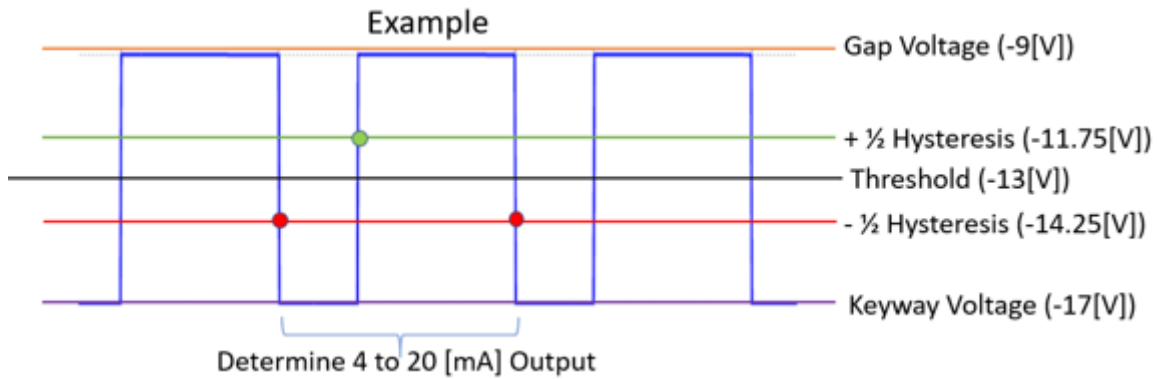 Example
Gap Voltage (-9[V])
+ ½ Hysteresis (-11.75[V])
Threshold (-13[V])
- ½ Hysteresis (-14.25[V])
Keyway Voltage (-17[V])
Determine 4 to 20 [mA] Output